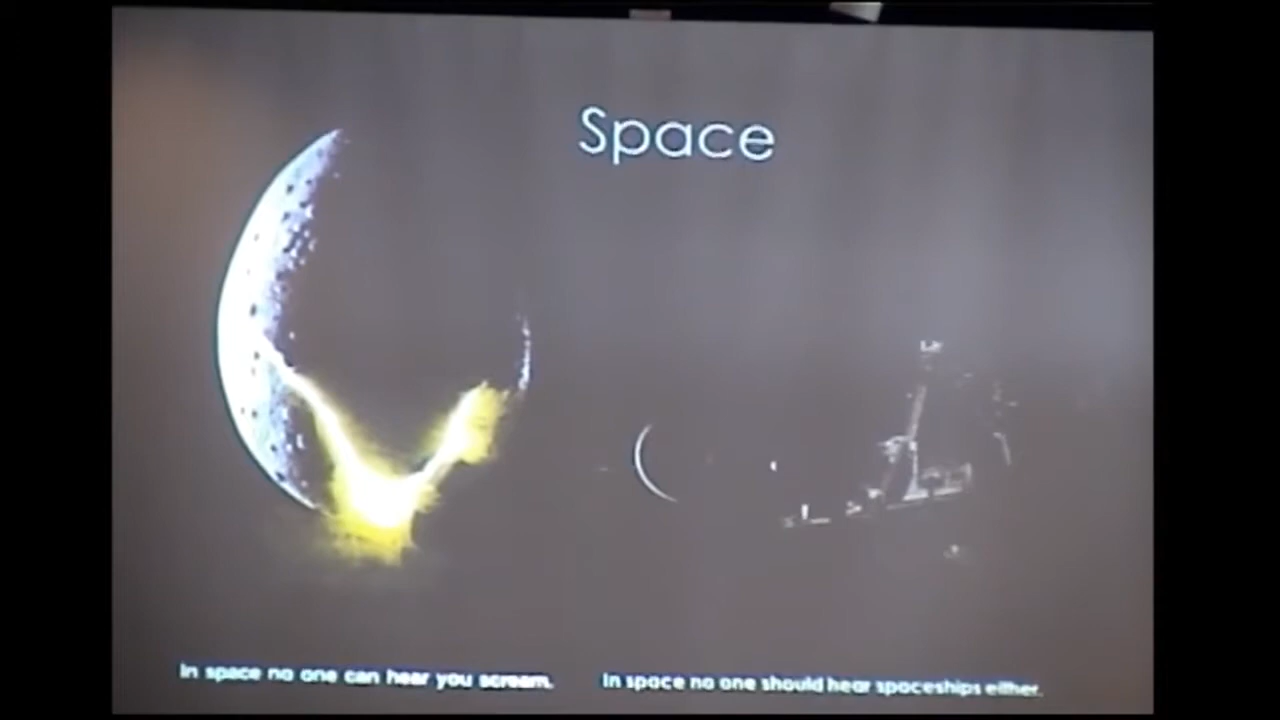 Space
In space no one can hear you scream.
In space no one should hear spaceships either.